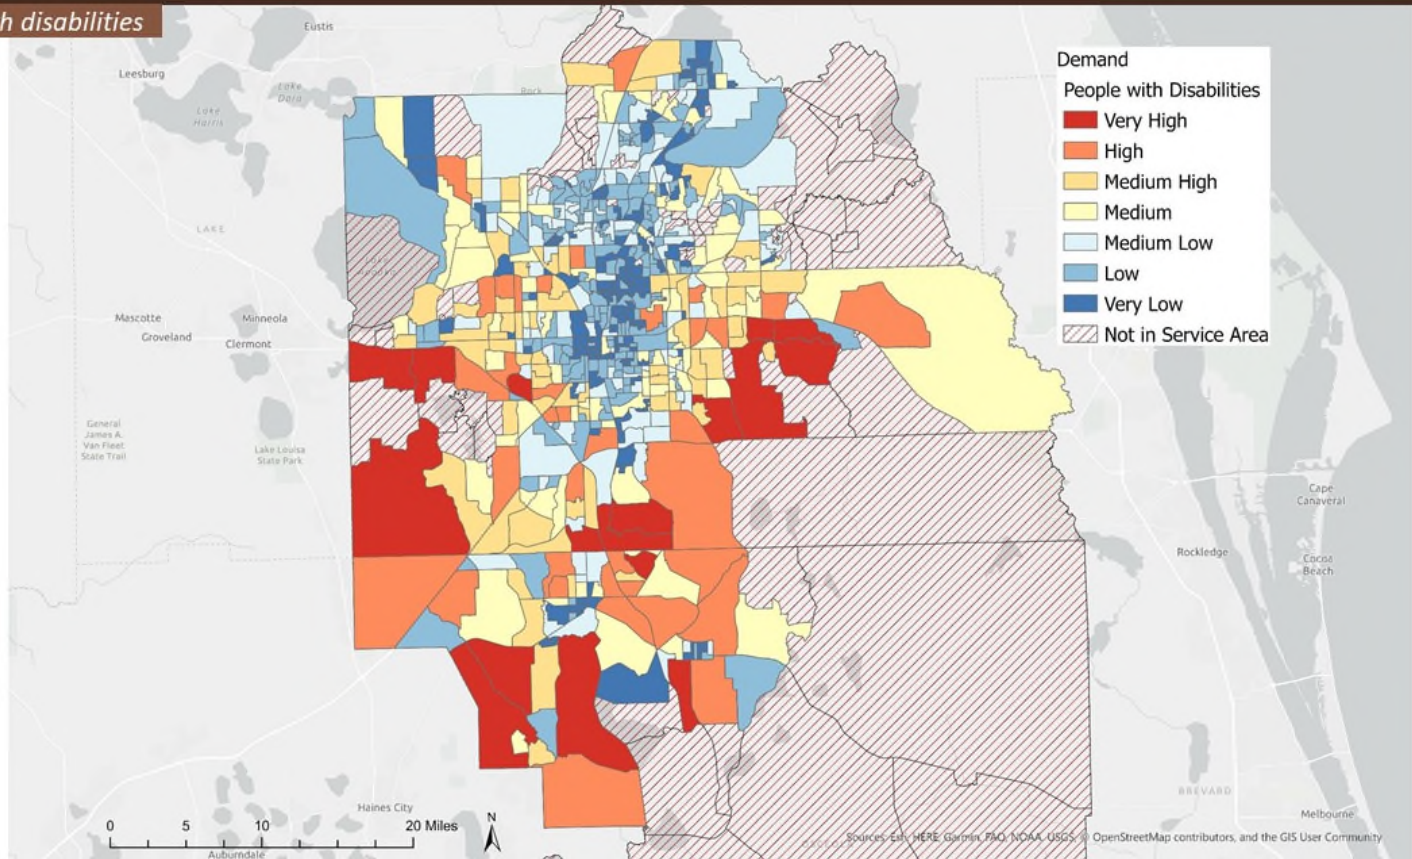 h disabilities
Eustis
Leesburg
Lake
Dora
Lake
Harris
Rock
LAKE
Lake
Apopka
Mascotte
Minneola
Groveland
Clermont
General
James A.
Van Fleet
State Trail
Lake Louisa
State Park
Haines City
Auburndale
Demand
People with Disabilities
Very High
High
Medium High
Medium
Medium Low
Low
Very Low
Not in Service Area
Cape
Canaveral
Rockledge
Cocoa
Beach
BREVARD
Melbourne
0 5 10 20 Miles
N
Sources: Esri, HERE, Garmin, FAO, NOAA, USGS, © OpenStreetMap contributors, and the GIS User Community